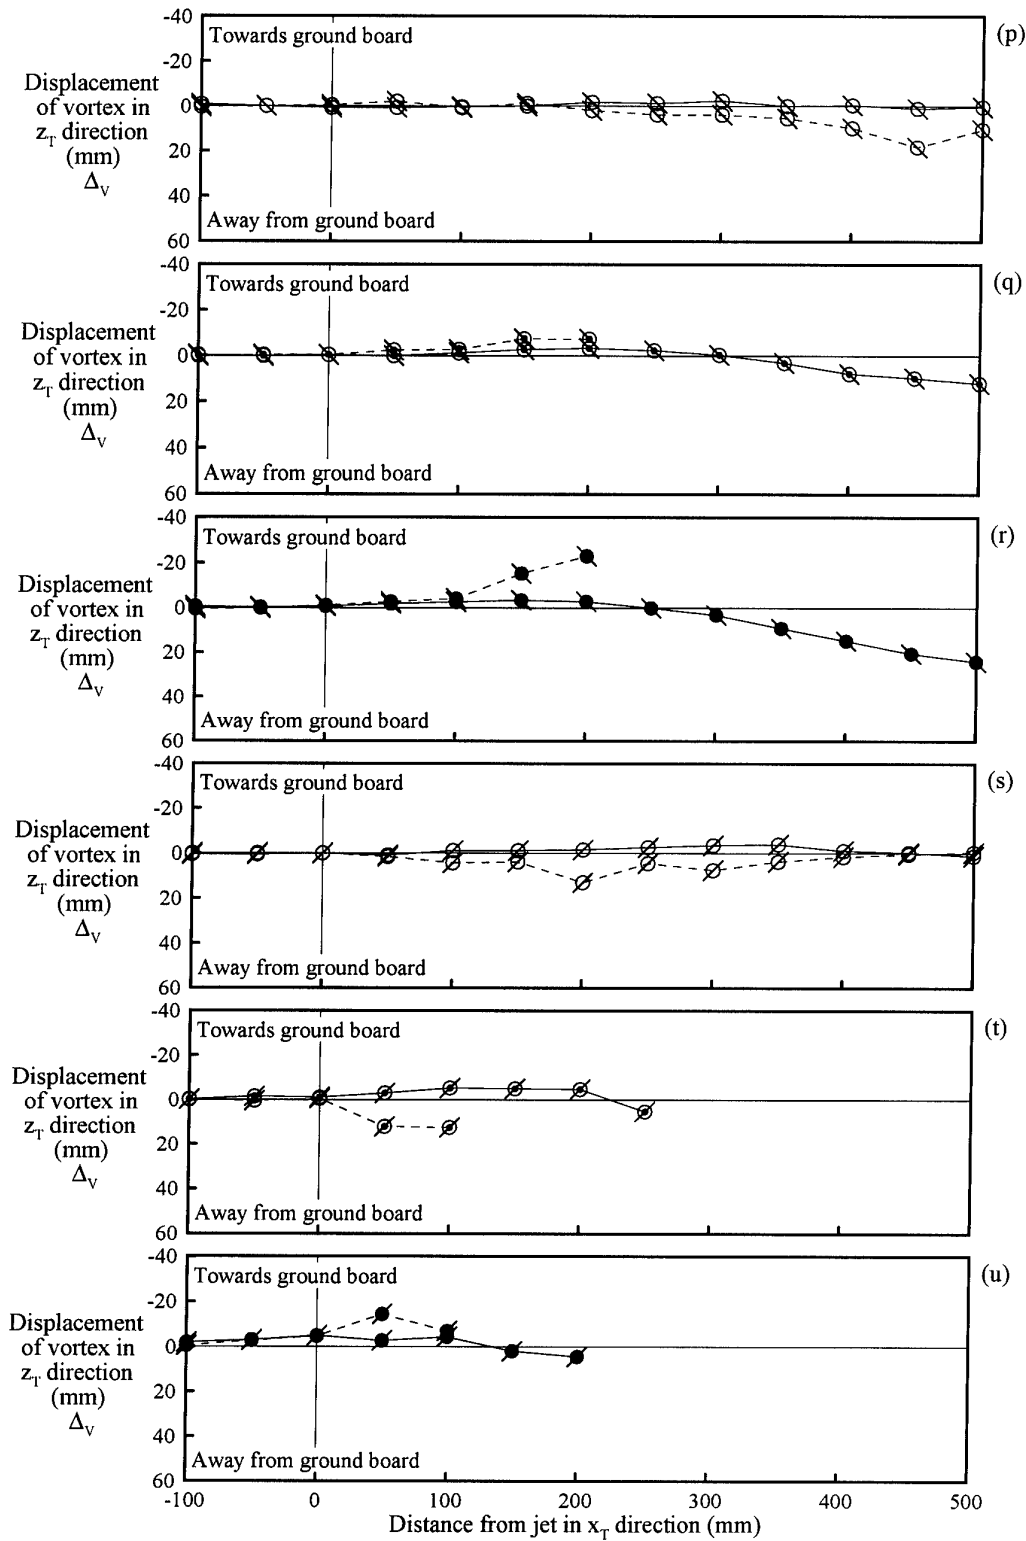 -40
Towards ground board
(p)
-20
Displacement
of vortex in
z_T direction
(mm)
Δ_V
0
20
40
Away from ground board
60
-40
Towards ground board
(q)
-20
Displacement
of vortex in
z_T direction
(mm)
Δ_V
0
20
40
Away from ground board
60
-40
Towards ground board
(r)
-20
Displacement
of vortex in
z_T direction
(mm)
Δ_V
0
20
40
Away from ground board
60
-40
Towards ground board
(s)
-20
Displacement
of vortex in
z_T direction
(mm)
Δ_V
0
20
40
Away from ground board
60
-40
Towards ground board
(t)
-20
Displacement
of vortex in
z_T direction
(mm)
Δ_V
0
20
40
Away from ground board
60
-40
Towards ground board
(u)
-20
Displacement
of vortex in
z_T direction
(mm)
Δ_V
0
20
40
Away from ground board
60
-100 0 100 200 300 400 500
Distance from jet in x_T direction (mm)